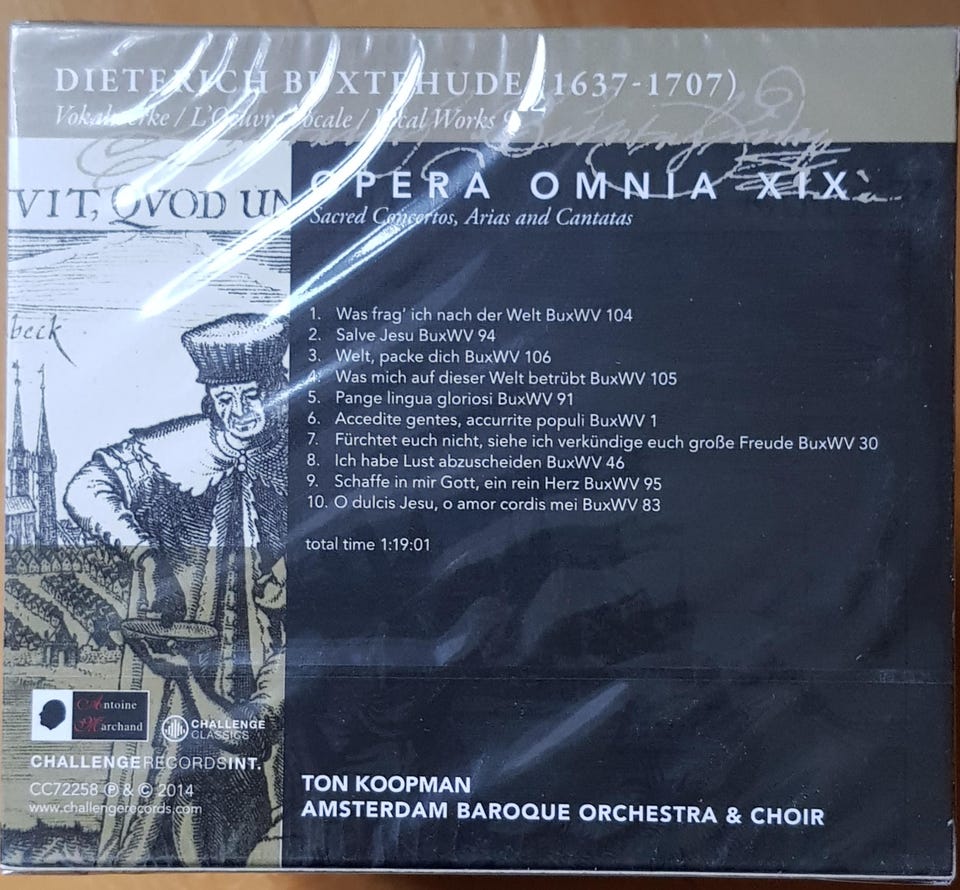 DIETERICH BUXTEHUDE (1637-1707)
Vokalwerke / L'Oeuvre Vocale / Vocal Works 9
VIT, QVOD UN
OPERA OMNIA XIX
Sacred Concertos, Arias and Cantatas
beck
1. Was frag' ich nach der Welt BuxWV 104
2. Salve Jesu BuxWV 94
3. Welt, packe dich BuxWV 106
4. Was mich auf dieser Welt betrübt BuxWV 105
5. Pange lingua gloriosi BuxWV 91
6. Accedite gentes, accurrite populi BuxWV 1
7. Fürchtet euch nicht, siehe ich verkündige euch große Freude BuxWV 30
8. Ich habe Lust abzuscheiden BuxWV 46
9. Schaffe in mir Gott, ein rein Herz BuxWV 95
10. O dulcis Jesu, o amor cordis mei BuxWV 83
total time 1:19:01
Antoine
Marchand
CHALLENGE
CLASSICS
CHALLENGERECORDSINT.
CC72258 ℗ & © 2014
www.challengerecords.com
TON KOOPMAN
AMSTERDAM BAROQUE ORCHESTRA & CHOIR